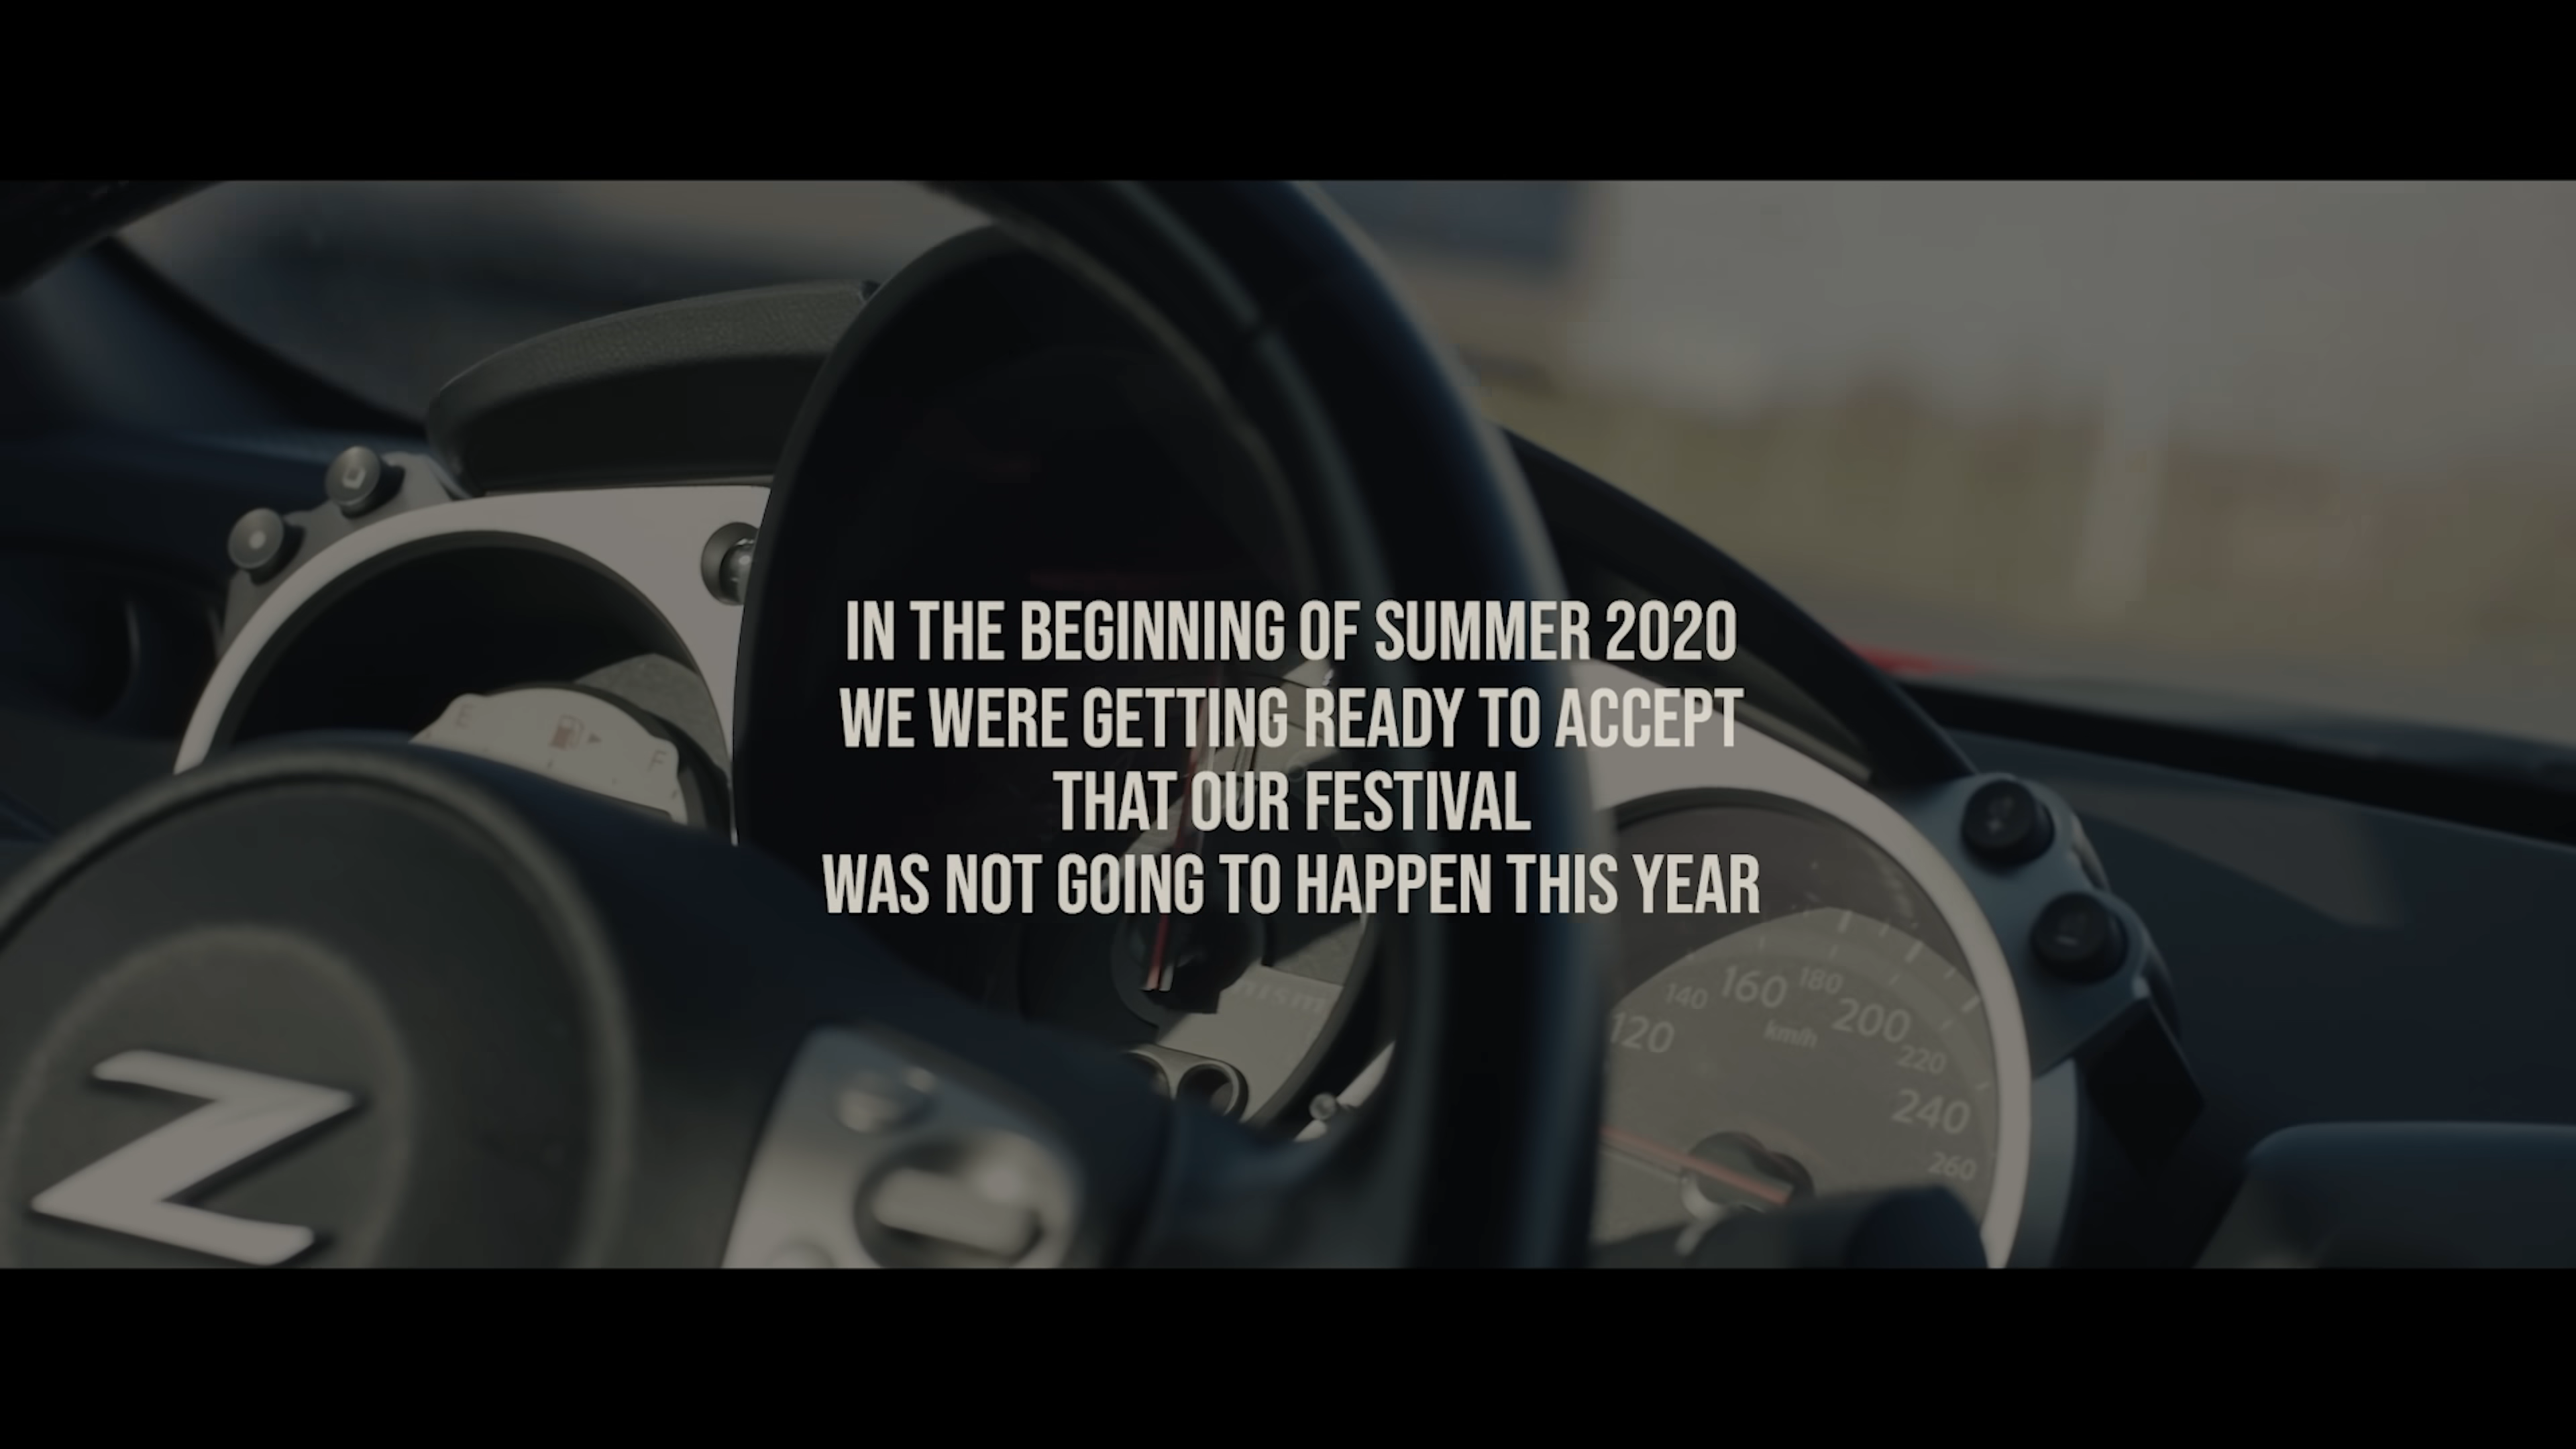 IN THE BEGINNING OF SUMMER 2020
WE WERE GETTING READY TO ACCEPT
THAT OUR FESTIVAL
WAS NOT GOING TO HAPPEN THIS YEAR
E
F
nism
120
140
160
180
200
220
240
260
km/h
Z